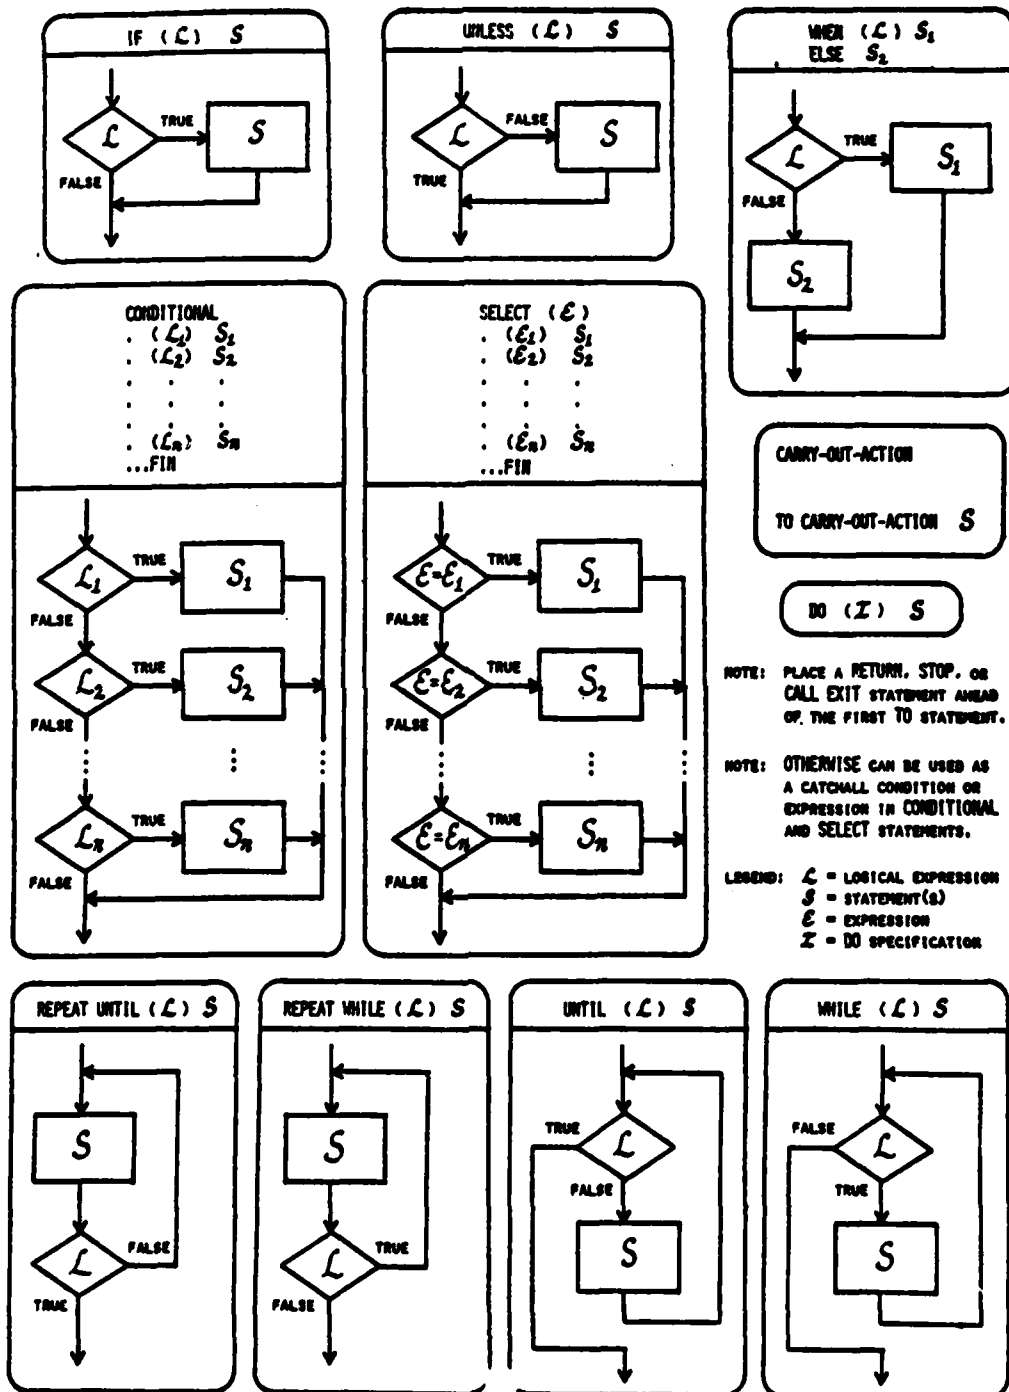 IF (ℒ) S
ℒ
TRUE
S
FALSE
UNLESS (ℒ) S
ℒ
FALSE
S
TRUE
WHEN (ℒ) S₁
ELSE S₂
ℒ
TRUE
S₁
FALSE
S₂
CONDITIONAL
. (ℒ₁) S₁
. (ℒ₂) S₂
. . .
. . .
. (ℒₙ) Sₙ
...FIN
ℒ₁
TRUE
S₁
FALSE
ℒ₂
TRUE
S₂
FALSE
ℒₙ
TRUE
Sₙ
FALSE
SELECT (ℰ)
. (ℰ₁) S₁
. (ℰ₂) S₂
. . .
. . .
. (ℰₙ) Sₙ
...FIN
ℰ=ℰ₁
TRUE
S₁
FALSE
ℰ=ℰ₂
TRUE
S₂
FALSE
ℰ=ℰₙ
TRUE
Sₙ
FALSE
CARRY-OUT-ACTION
TO CARRY-OUT-ACTION S
DO (ℐ) S
NOTE: PLACE A RETURN, STOP, OR
CALL EXIT STATEMENT AHEAD
OF THE FIRST TO STATEMENT.
NOTE: OTHERWISE CAN BE USED AS
A CATCHALL CONDITION OR
EXPRESSION IN CONDITIONAL
AND SELECT STATEMENTS.
LEGEND: ℒ = LOGICAL EXPRESSION
S = STATEMENT(S)
ℰ = EXPRESSION
ℐ = DO SPECIFICATION
REPEAT UNTIL (ℒ) S
S
ℒ
FALSE
TRUE
REPEAT WHILE (ℒ) S
S
ℒ
TRUE
FALSE
UNTIL (ℒ) S
TRUE
ℒ
FALSE
S
WHILE (ℒ) S
FALSE
ℒ
TRUE
S